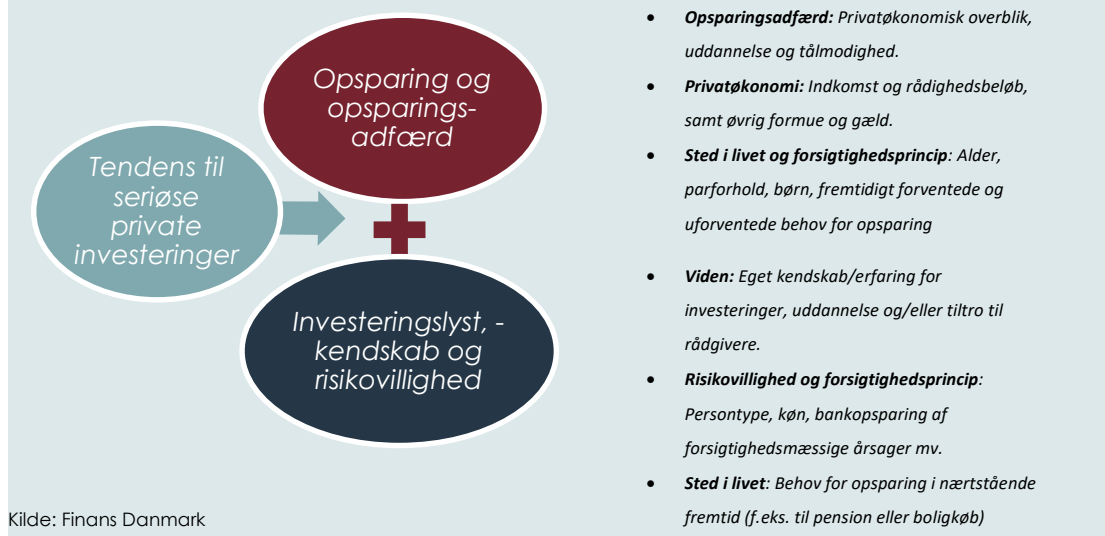 Tendens til
seriøse
private
investeringer
Opsparing og
opsparings-
adfærd
Investeringslyst, -
kendskab og
risikovillighed
• Opsparingsadfærd: Privatøkonomisk overblik,
uddannelse og tålmodighed.
• Privatøkonomi: Indkomst og rådighedsbeløb,
samt øvrig formue og gæld.
• Sted i livet og forsigtighedsprincip: Alder,
parforhold, børn, fremtidigt forventede og
uforventede behov for opsparing
• Viden: Eget kendskab/erfaring for
investeringer, uddannelse og/eller tiltro til
rådgivere.
• Risikovillighed og forsigtighedsprincip:
Persontype, køn, bankopsparing af
forsigtighedsmæssige årsager mv.
• Sted i livet: Behov for opsparing i nærtstående
fremtid (f.eks. til pension eller boligkøb)
Kilde: Finans Danmark